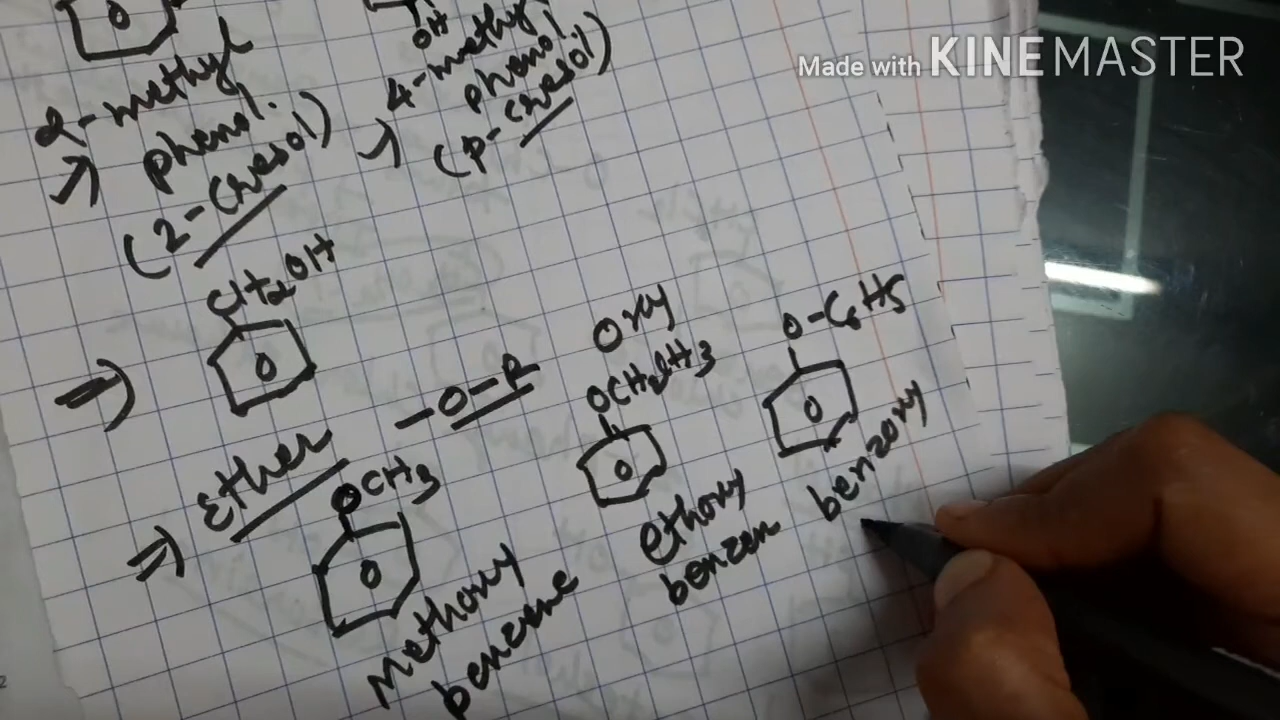 Made with KINEMASTER
OH
2-methyl
phenol.
(2-Cresol)
4-methyl
phenol
(p-Cresol)
CH2OH
Ether
-O-R
Oxy
OCH3
methoxy
benzene
OCH2CH3
ethoxy
benzen
O-C6H5
benzoxy